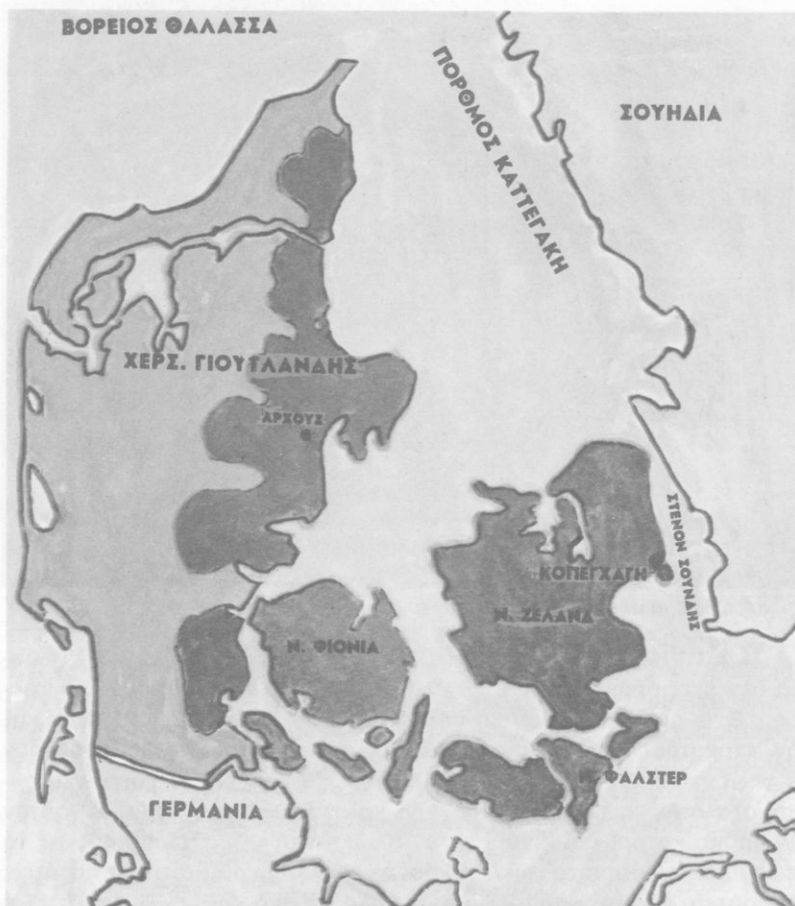 ΒΟΡΕΙΟΣ ΘΑΛΑΣΣΑ
ΠΟΡΘΜΟΣ ΚΑΤΤΕΓΑΚΗ
ΣΟΥΗΔΙΑ
ΧΕΡΣ. ΓΙΟΥΤΛΑΝΔΗΣ
ΑΡΧΟΥΣ
ΣΤΕΝΟΝ ΣΟΥΝΔΗΣ
ΚΟΠΕΓΧΑΓΗ
Ν. ΖΕΛΑΝΔ
Ν. ΦΙΟΝΙΑ
Ν. ΦΑΛΣΤΕΡ
ΓΕΡΜΑΝΙΑ